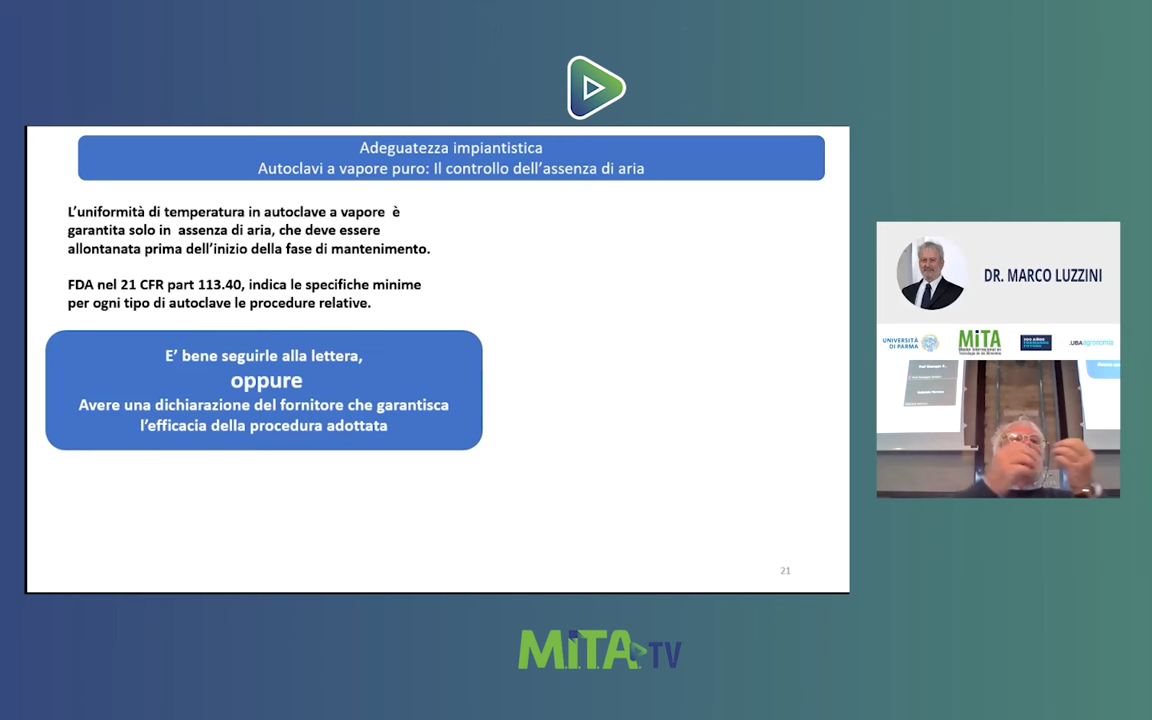 Adeguatezza impiantistica
Autoclavi a vapore puro: Il controllo dell'assenza di aria
L'uniformità di temperatura in autoclave a vapore è
garantita solo in assenza di aria, che deve essere
allontanata prima dell'inizio della fase di mantenimento.
FDA nel 21 CFR part 113.40, indica le specifiche minime
per ogni tipo di autoclave le procedure relative.
E' bene seguirle alla lettera,
oppure
Avere una dichiarazione del fornitore che garantisca
l'efficacia della procedura adottata
21
DR. MARCO LUZZINI
UNIVERSITÀ
DI PARMA
MiTA
.UBAagronomía
M.i.T.A. TV